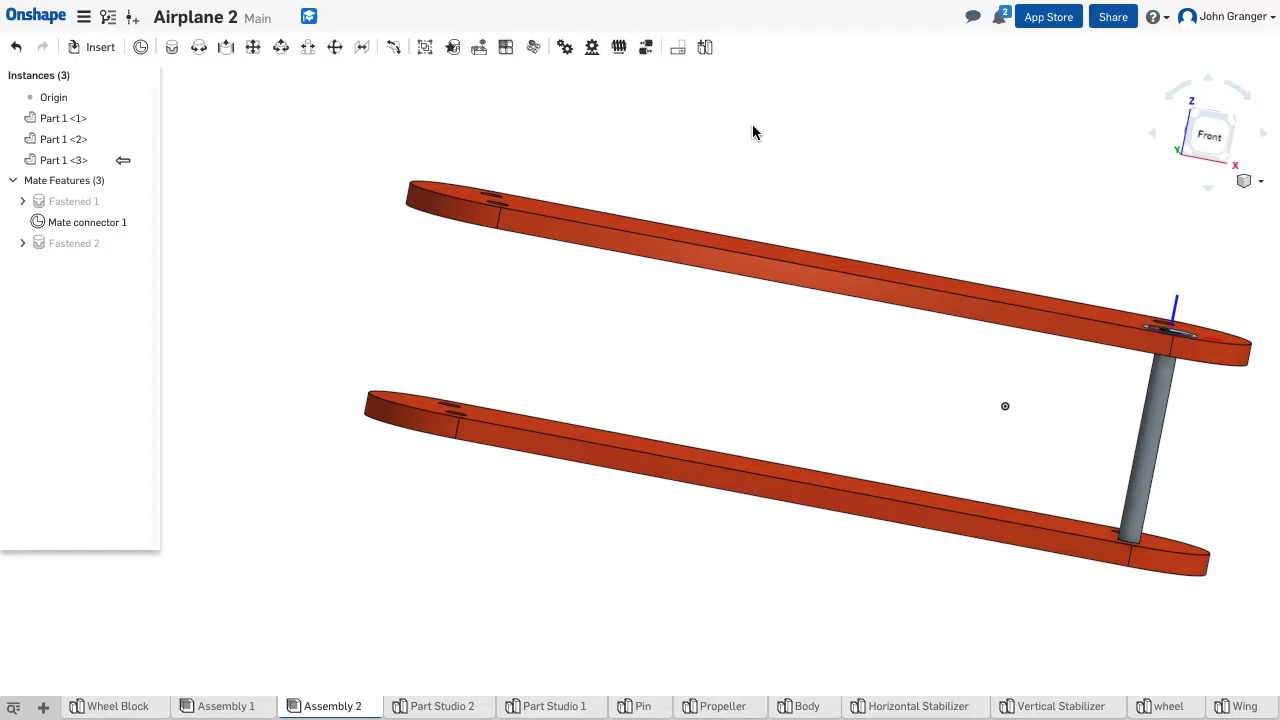 Onshape Airplane 2 Main 2 App Store Share John Granger
Insert
Instances (3)
Origin
Part 1 <1>
Part 1 <2>
Part 1 <3>
Mate Features (3)
Fastened 1
Mate connector 1
Fastened 2
Z
Front
Y
X
Wheel Block Assembly 1 Assembly 2 Part Studio 2 Part Studio 1 Pin Propeller Body Horizontal Stabilizer Vertical Stabilizer wheel Wing